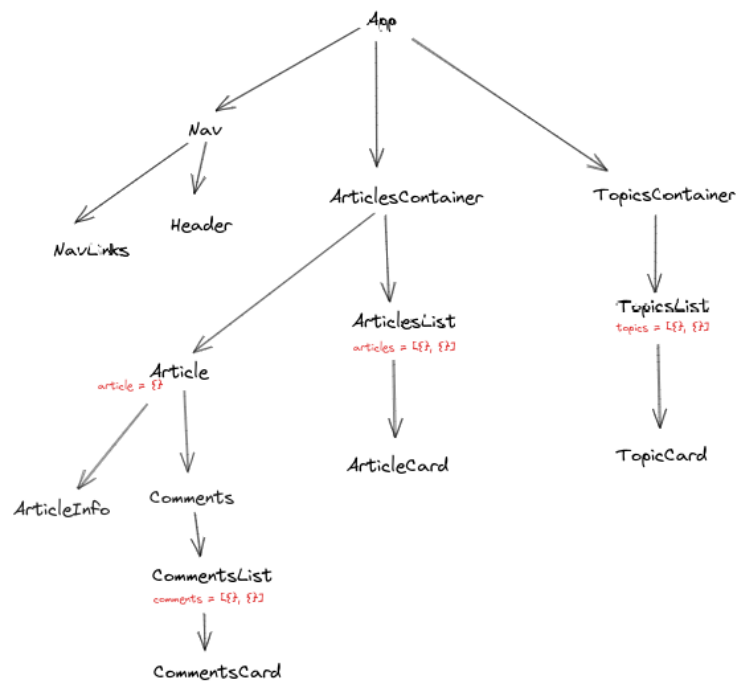 App
Nav
ArticlesContainer
TopicsContainer
Header
NavLinks
TopicsList
topics = [{}, {}]
ArticlesList
articles = [{}, {}]
Article
article = {}
ArticleCard
TopicCard
ArticleInfo
Comments
CommentsList
comments = [{}, {}]
CommentsCard